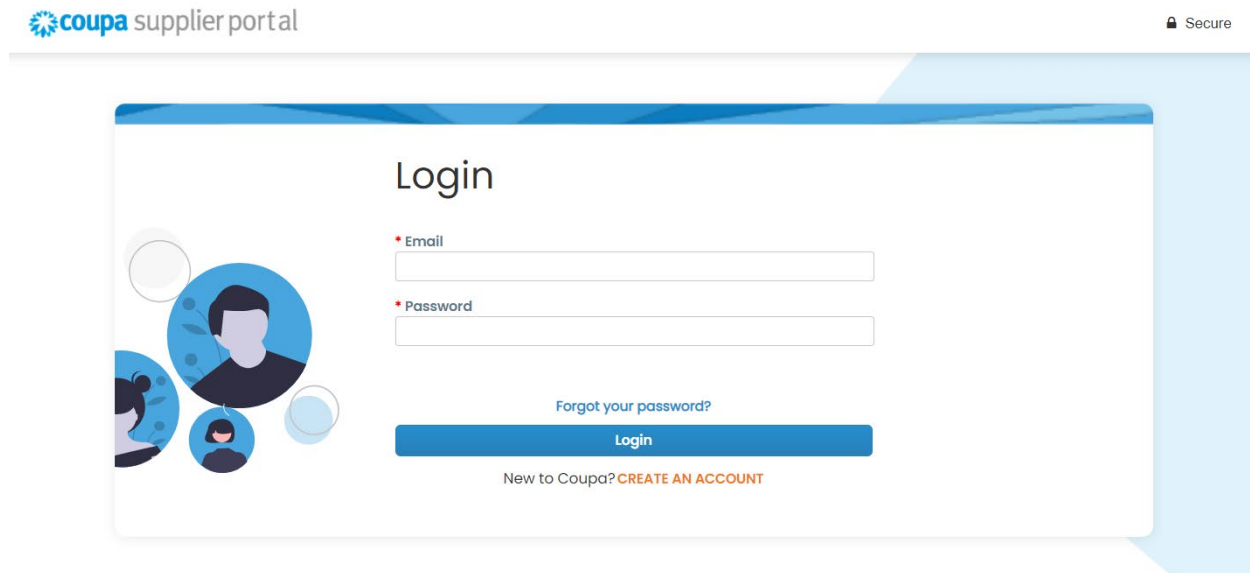 coupa supplier portal
Secure
Login
* Email
* Password
Forgot your password?
Login
New to Coupa? CREATE AN ACCOUNT